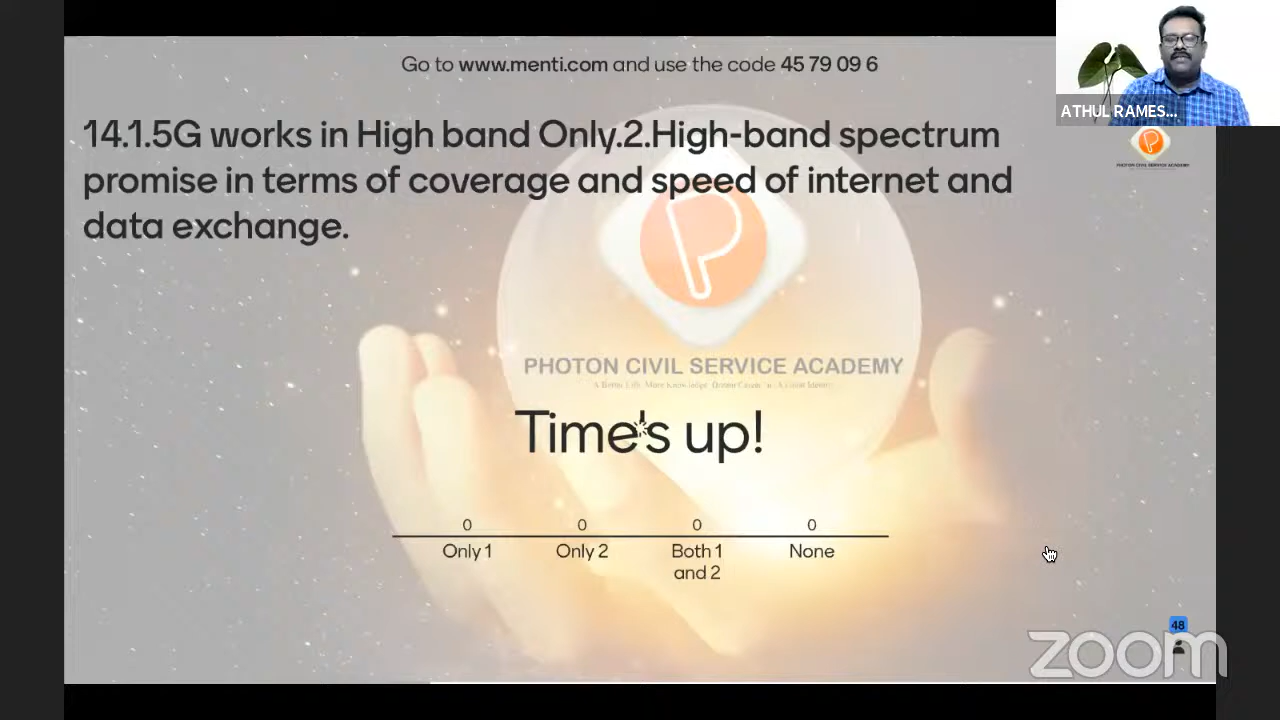 Go to www.menti.com and use the code 45 79 09 6
ATHUL RAMES...
14.1.5G works in High band Only.2.High-band spectrum
promise in terms of coverage and speed of internet and
data exchange.
P
PHOTON CIVIL SERVICE ACADEMY
P
PHOTON CIVIL SERVICE ACADEMY
Time's up!
0 0 0 0
Only 1 Only 2 Both 1 None
and 2
48
zoom